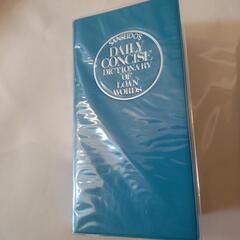 SANSEIDO'S
DAILY
CONCISE
DICTIONARY
OF
LOAN
WORDS